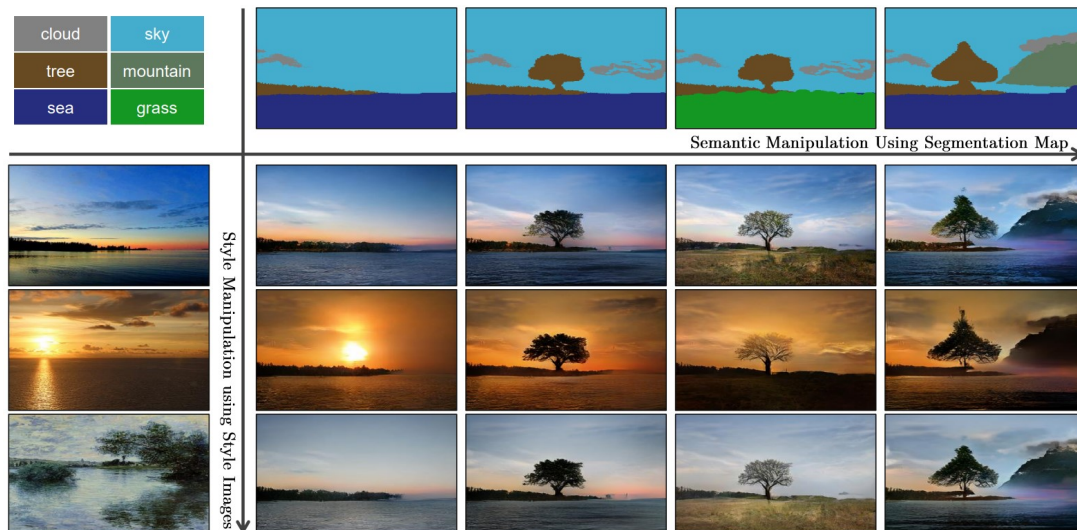 cloud
sky
tree
mountain
sea
grass
Semantic Manipulation Using Segmentation Map
Style Manipulation using Style Images